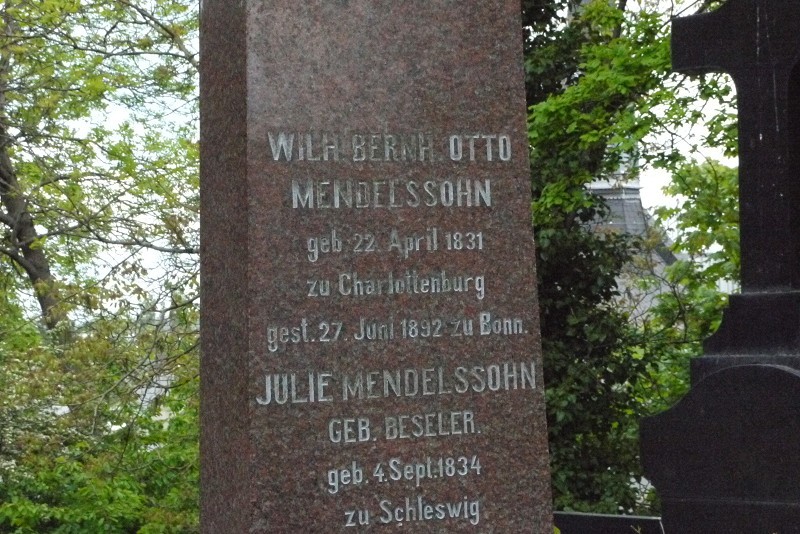 WILH. BERNH. OTTO
MENDELSSOHN
geb. 22. April 1831
zu Charlottenburg
gest. 27. Juni 1892 zu Bonn.
JULIE MENDELSSOHN
GEB. BESELER.
geb. 4. Sept. 1834
zu Schleswig